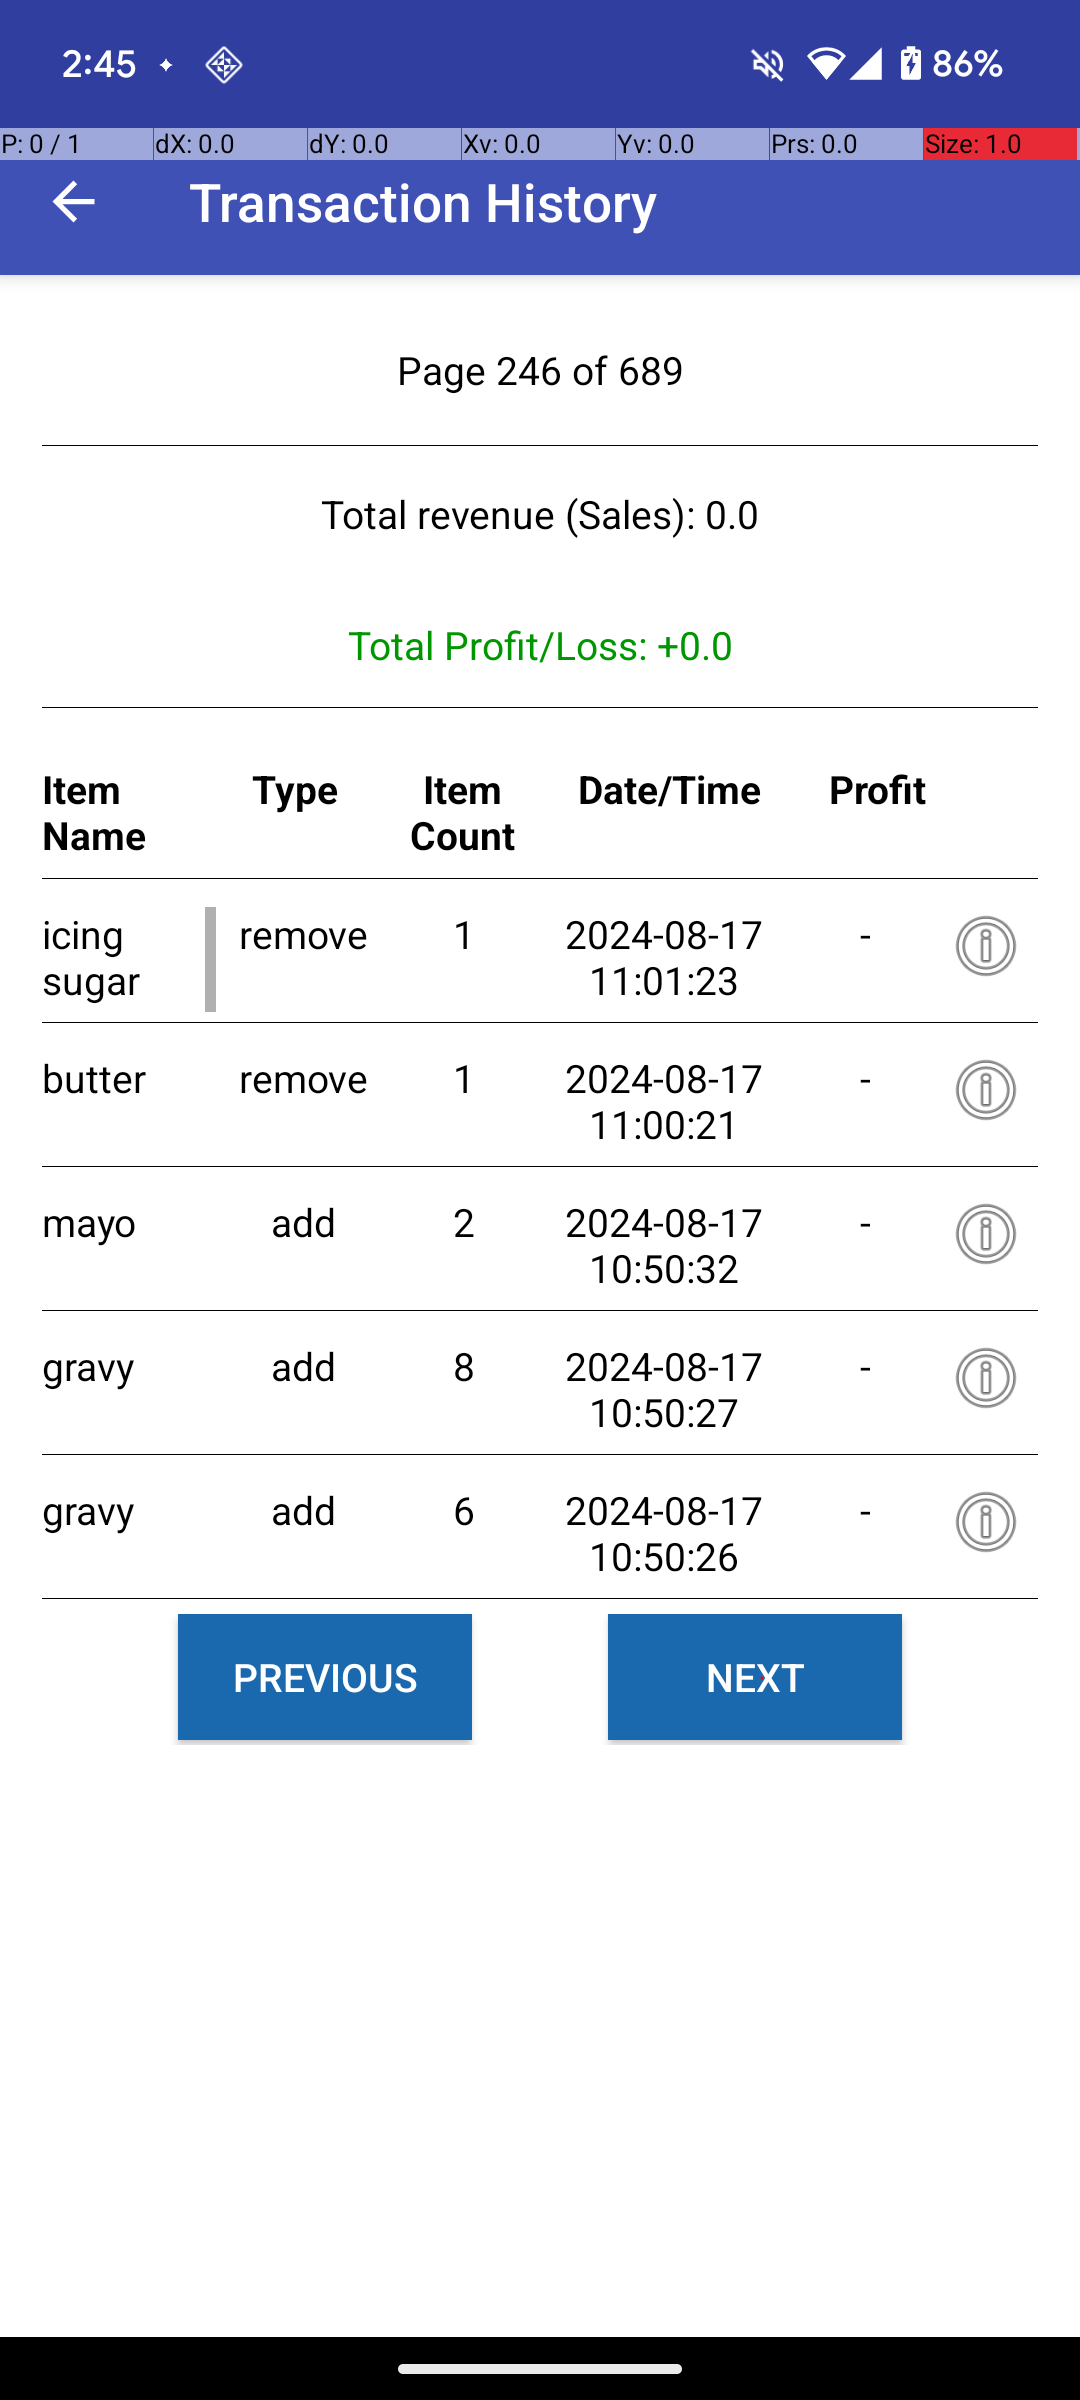 2:45
86%
P: 0 / 1 dX: 0.0 dY: 0.0 Xv: 0.0 Yv: 0.0 Prs: 0.0 Size: 1.0
Transaction History
Page 246 of 689
Total revenue (Sales): 0.0
Total Profit/Loss: +0.0
Item Name Type Item Count Date/Time Profit
icing sugar remove 1 2024-08-17 11:01:23 -
butter remove 1 2024-08-17 11:00:21 -
mayo add 2 2024-08-17 10:50:32 -
gravy add 8 2024-08-17 10:50:27 -
gravy add 6 2024-08-17 10:50:26 -
PREVIOUS NEXT